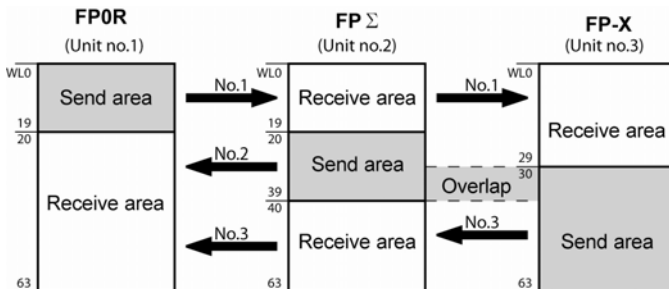 FP0R
(Unit no.1)
FP Σ
(Unit no.2)
FP-X
(Unit no.3)
WL0
Send area
19
20
Receive area
63
No.1
No.2
No.3
WL0
Receive area
19
20
Send area
39
40
Receive area
63
No.1
Overlap
No.3
WL0
Receive area
29
30
Send area
63